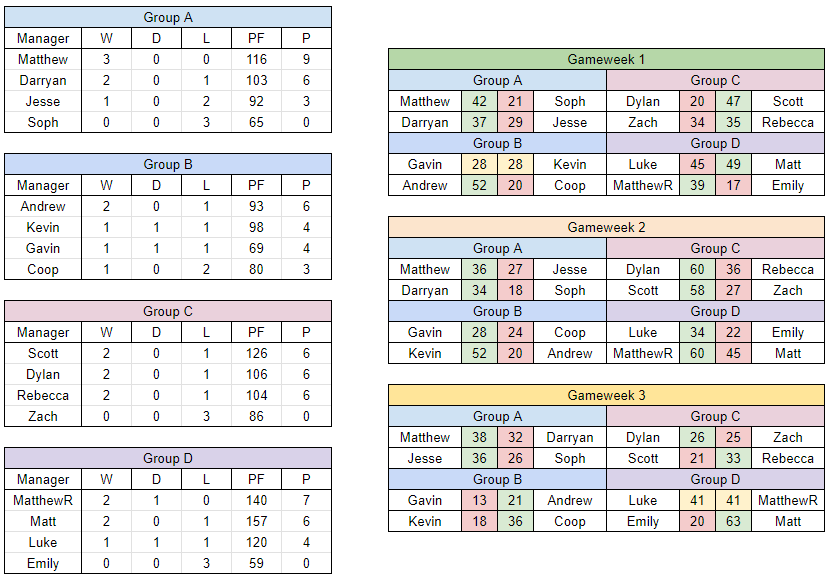 Group A
Manager W D L PF P
Matthew 3 0 0 116 9
Darryan 2 0 1 103 6
Jesse 1 0 2 92 3
Soph 0 0 3 65 0
Group B
Manager W D L PF P
Andrew 2 0 1 93 6
Kevin 1 1 1 98 4
Gavin 1 1 1 69 4
Coop 1 0 2 80 3
Group C
Manager W D L PF P
Scott 2 0 1 126 6
Dylan 2 0 1 106 6
Rebecca 2 0 1 104 6
Zach 0 0 3 86 0
Group D
Manager W D L PF P
MatthewR 2 1 0 140 7
Matt 2 0 1 157 6
Luke 1 1 1 120 4
Emily 0 0 3 59 0
Gameweek 1
Group A Group C
Matthew 42 21 Soph Dylan 20 47 Scott
Darryan 37 29 Jesse Zach 34 35 Rebecca
Group B Group D
Gavin 28 28 Kevin Luke 45 49 Matt
Andrew 52 20 Coop MatthewR 39 17 Emily
Gameweek 2
Group A Group C
Matthew 36 27 Jesse Dylan 60 36 Rebecca
Darryan 34 18 Soph Scott 58 27 Zach
Group B Group D
Gavin 28 24 Coop Luke 34 22 Emily
Kevin 52 20 Andrew MatthewR 60 45 Matt
Gameweek 3
Group A Group C
Matthew 38 32 Darryan Dylan 26 25 Zach
Jesse 36 26 Soph Scott 21 33 Rebecca
Group B Group D
Gavin 13 21 Andrew Luke 41 41 MatthewR
Kevin 18 36 Coop Emily 20 63 Matt